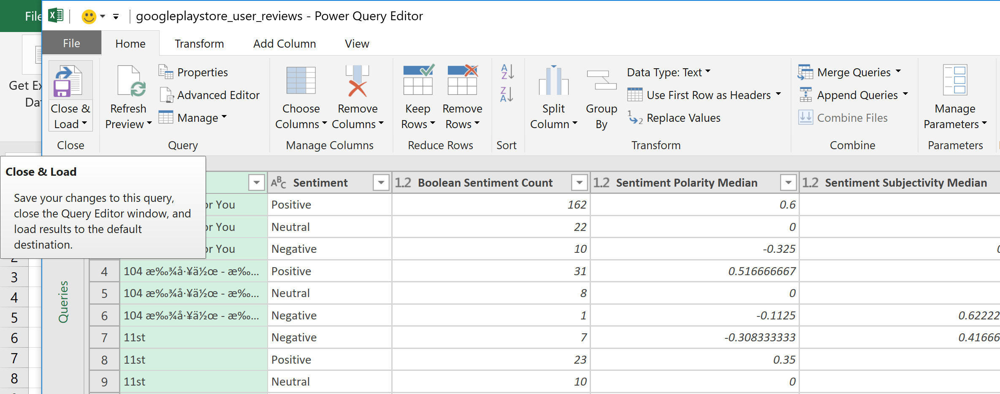 File
googleplaystore_user_reviews - Power Query Editor
File Home Transform Add Column View
Get
Close & Load
Close
Refresh Preview
Properties
Advanced Editor
Manage
Query
Choose Columns
Remove Columns
Manage Columns
Keep Rows
Remove Rows
Reduce Rows
Sort
Split Column
Group By
Data Type: Text
Use First Row as Headers
Replace Values
Transform
Merge Queries
Append Queries
Combine Files
Combine
Manage Parameters
Parameters
Close & Load
Save your changes to this query,
close the Query Editor window, and
load results to the default
destination.
ABC Sentiment 1.2 Boolean Sentiment Count 1.2 Sentiment Polarity Median 1.2 Sentiment Subjectivity Median
You Positive 162 0.6
You Neutral 22 0
You Negative 10 -0.325
4 104 æ‰¾å·¥ä½œ - æ‰... Positive 31 0.516666667
5 104 æ‰¾å·¥ä½œ - æ‰... Neutral 8 0
6 104 æ‰¾å·¥ä½œ - æ‰... Negative 1 -0.1125 0.62222
7 11st Negative 7 -0.308333333 0.41666
8 11st Positive 23 0.35
9 11st Neutral 10 0
Queries
3
4
5
6
7
8